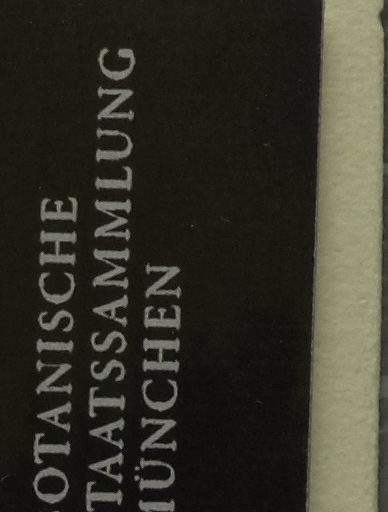 OTANISCHE
TAATSSAMMLUNG
ÜNCHEN